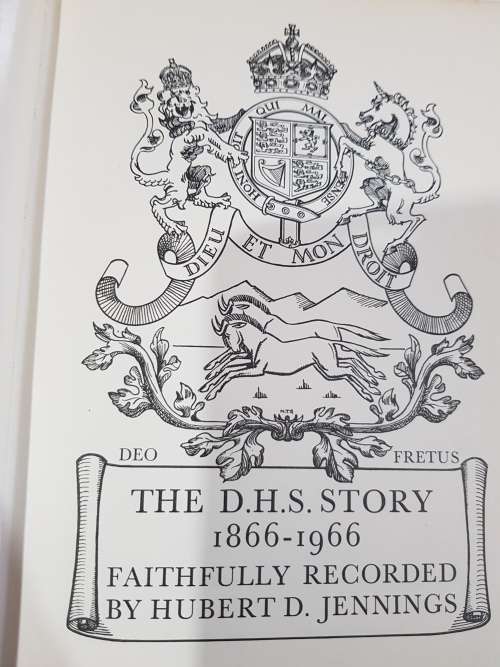 HONI SOIT QUI MAL Y PENSE
DIEU ET MON DROIT
DEO FRETUS
THE D.H.S. STORY
1866-1966
FAITHFULLY RECORDED
BY HUBERT D. JENNINGS